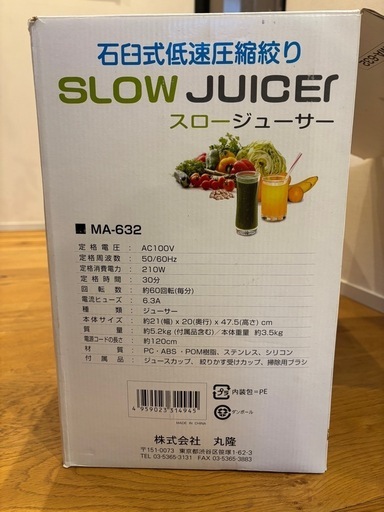 石臼式低速圧縮絞り
SLOW JUICEr
スロージューサー
MA-632
定格電圧： AC100V
定格周波数： 50/60Hz
定格消費電力： 210W
定格時間： 30分
回転数： 約60回転(毎分)
電流ヒューズ： 6.3A
種類： ジューサー
本体サイズ： 約21(幅) x 20(奥行) x 47.5(高さ) cm
質量： 約5.2kg (付属品含む)/本体重量 約3.5kg
電源コードの長さ： 約120cm
材質： PC・ABS・POM樹脂、ステンレス、シリコン
付属品： ジュースカップ、絞りかす受けカップ、掃除用ブラシ
4 959023 314945
MADE IN CHINA
内装包=PE
ダンボール
株式会社 丸隆
〒151-0073 東京都渋谷区笹塚1-62-3
TEL 03-5365-3131 FAX 03-5365-3883